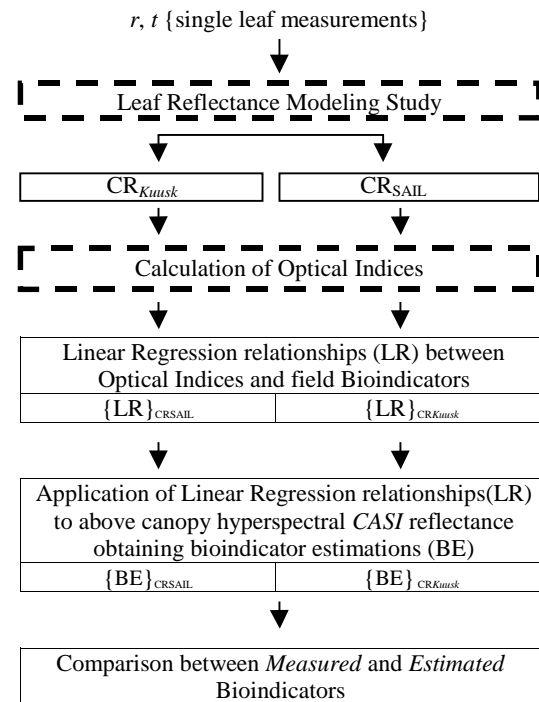 r, t {single leaf measurements}
Leaf Reflectance Modeling Study
CRKuusk
CRSAIL
Calculation of Optical Indices
Linear Regression relationships (LR) between
Optical Indices and field Bioindicators
{LR}CRSAIL
{LR}CRKuusk
Application of Linear Regression relationships(LR)
to above canopy hyperspectral CASI reflectance
obtaining bioindicator estimations (BE)
{BE}CRSAIL
{BE}CRKuusk
Comparison between Measured and Estimated
Bioindicators